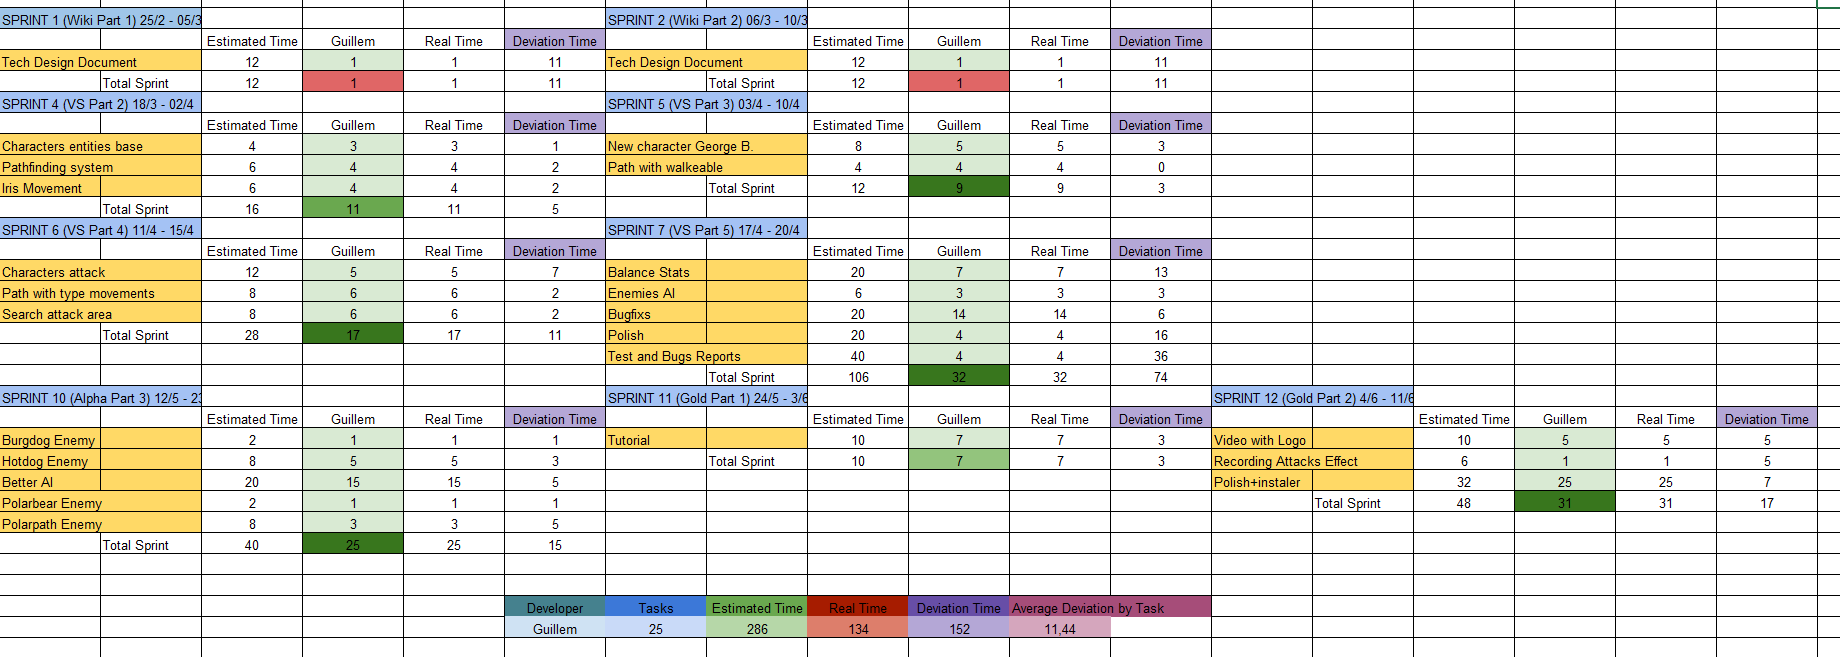 SPRINT 1 (Wiki Part 1) 25/2 - 05/3 SPRINT 2 (Wiki Part 2) 06/3 - 10/3
Estimated Time Guillem Real Time Deviation Time Estimated Time Guillem Real Time Deviation Time
Tech Design Document 12 1 1 11 Tech Design Document 12 1 1 11
Total Sprint 12 1 1 11 Total Sprint 12 1 1 11
SPRINT 4 (VS Part 2) 18/3 - 02/4 SPRINT 5 (VS Part 3) 03/4 - 10/4
Estimated Time Guillem Real Time Deviation Time Estimated Time Guillem Real Time Deviation Time
Characters entities base 4 3 3 1 New character George B. 8 5 5 3
Pathfinding system 6 4 4 2 Path with walkeable 4 4 4 0
Iris Movement 6 4 4 2 Total Sprint 12 9 9 3
Total Sprint 16 11 11 5
SPRINT 6 (VS Part 4) 11/4 - 15/4 SPRINT 7 (VS Part 5) 17/4 - 20/4
Estimated Time Guillem Real Time Deviation Time Estimated Time Guillem Real Time Deviation Time
Characters attack 12 5 5 7 Balance Stats 20 7 7 13
Path with type movements 8 6 6 2 Enemies AI 6 3 3 3
Search attack area 8 6 6 2 Bugfixs 20 14 14 6
Total Sprint 28 17 17 11 Polish 20 4 4 16
Test and Bugs Reports 40 4 4 36
Total Sprint 106 32 32 74
SPRINT 10 (Alpha Part 3) 12/5 - 23 SPRINT 11 (Gold Part 1) 24/5 - 3/6 SPRINT 12 (Gold Part 2) 4/6 - 11/6
Estimated Time Guillem Real Time Deviation Time Estimated Time Guillem Real Time Deviation Time Estimated Time Guillem Real Time Deviation Time
Burgdog Enemy 2 1 1 1 Tutorial 10 7 7 3 Video with Logo 10 5 5 5
Hotdog Enemy 8 5 5 3 Total Sprint 10 7 7 3 Recording Attacks Effect 6 1 1 5
Better AI 20 15 15 5 Polish+instaler 32 25 25 7
Polarbear Enemy 2 1 1 1 Total Sprint 48 31 31 17
Polarpath Enemy 8 3 3 5
Total Sprint 40 25 25 15
Developer Tasks Estimated Time Real Time Deviation Time Average Deviation by Task
Guillem 25 286 134 152 11,44